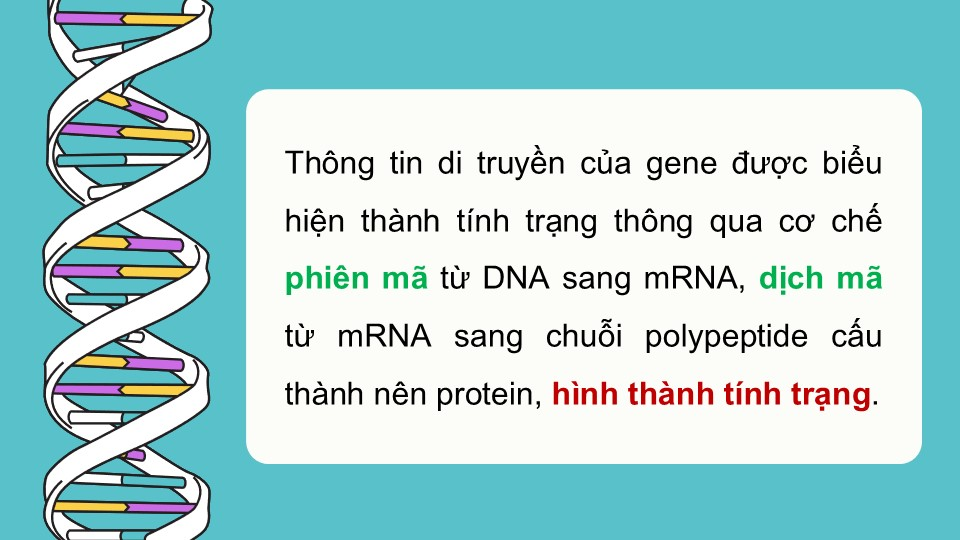 Thông tin di truyền của gene được biểu
hiện thành tính trạng thông qua cơ chế
phiên mã từ DNA sang mRNA, dịch mã
từ mRNA sang chuỗi polypeptide cấu
thành nên protein, hình thành tính trạng.